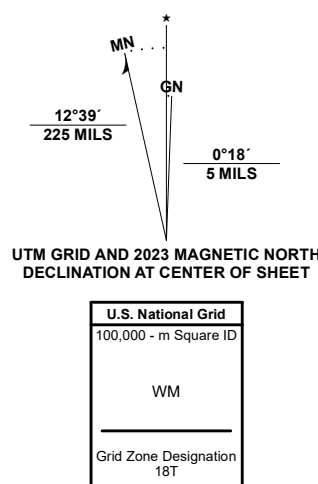 ★
MN
GN
12°39´
225 MILS
0°18´
5 MILS
UTM GRID AND 2023 MAGNETIC NORTH
DECLINATION AT CENTER OF SHEET
U.S. National Grid
100,000 - m Square ID
WM
Grid Zone Designation
18T